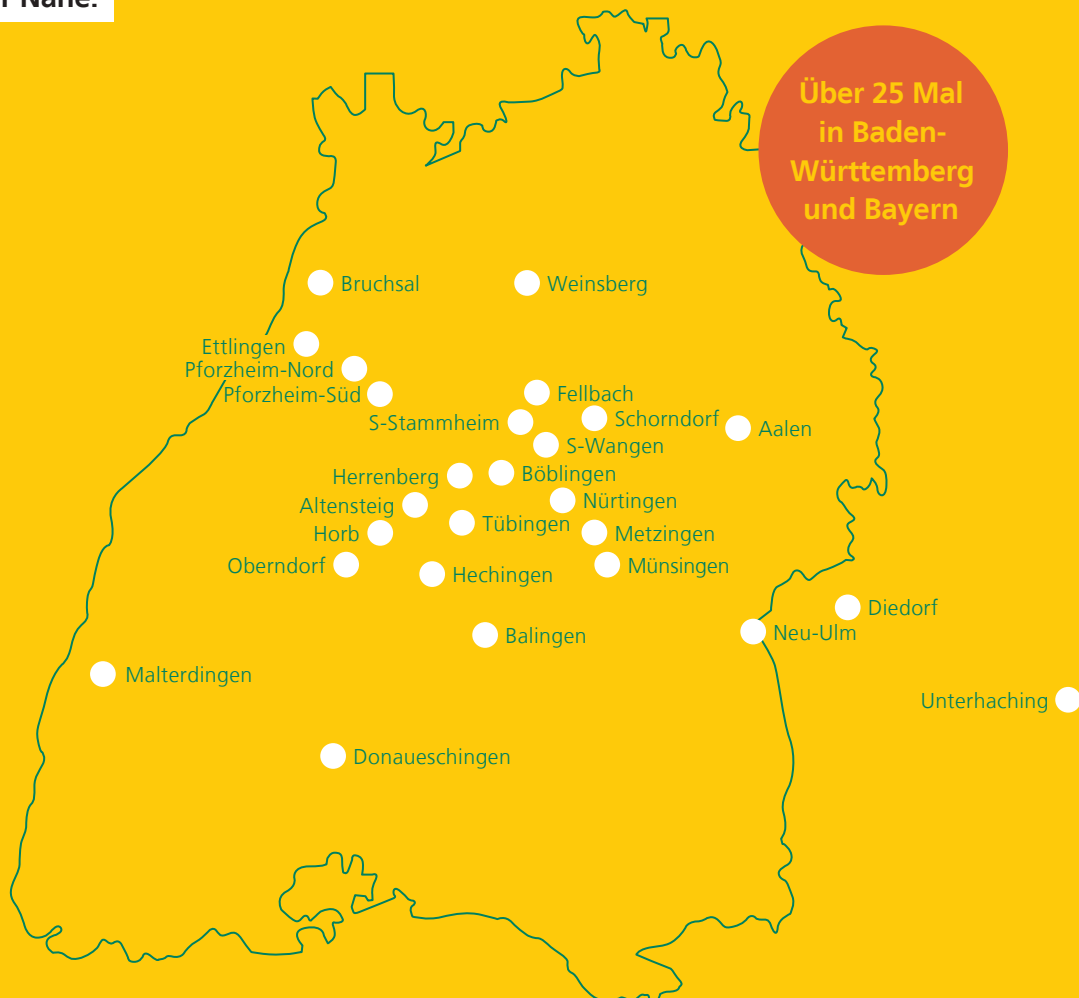 Nähe.
Über 25 Mal
in Baden-
Württemberg
und Bayern
Bruchsal
Weinsberg
Ettlingen
Pforzheim-Nord
Pforzheim-Süd
Fellbach
S-Stammheim
Schorndorf
Aalen
S-Wangen
Herrenberg
Böblingen
Altensteig
Nürtingen
Horb
Tübingen
Metzingen
Oberndorf
Hechingen
Münsingen
Diedorf
Balingen
Neu-Ulm
Malterdingen
Unterhaching
Donaueschingen